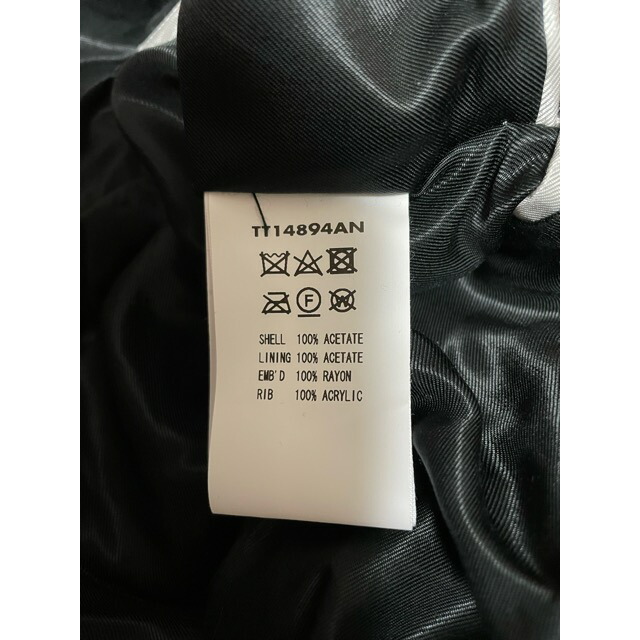 TT14894AN
F W
SHELL 100% ACETATE
LINING 100% ACETATE
EMB'D 100% RAYON
RIB 100% ACRYLIC